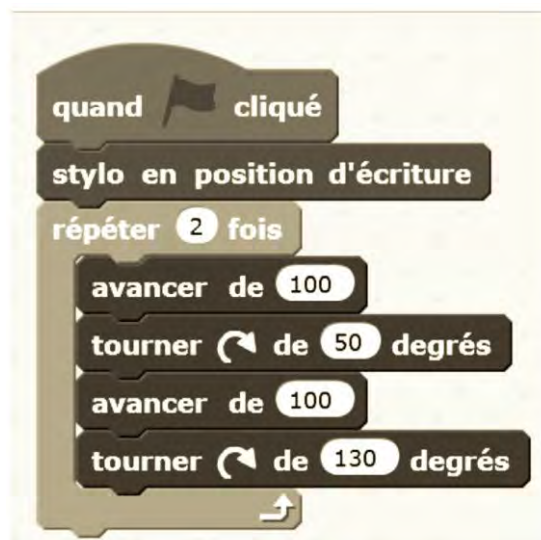 quand cliqué
stylo en position d'écriture
répéter 2 fois
avancer de 100
tourner de 50 degrés
avancer de 100
tourner de 130 degrés